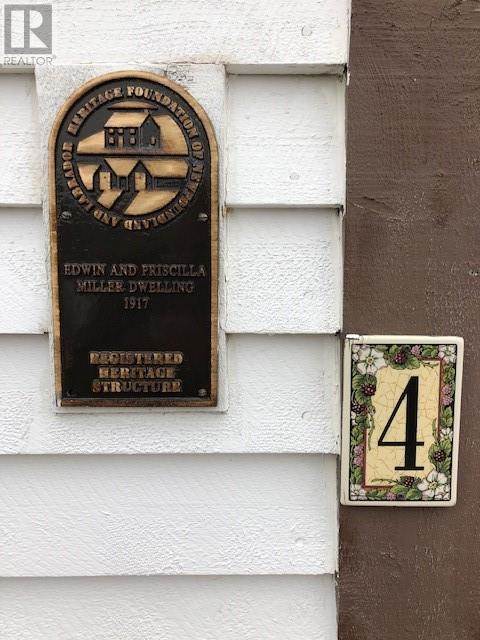 REALTOR®
HERITAGE FOUNDATION OF NEWFOUNDLAND AND LABRADOR
EDWIN AND PRISCILLA
MILLER DWELLING
1917
REGISTERED
HERITAGE
STRUCTURE
4